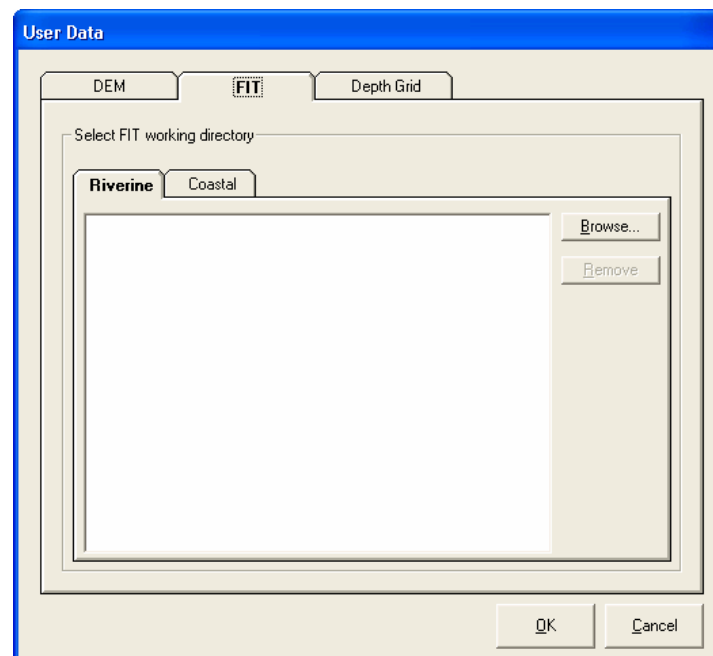 User Data
DEM FIT Depth Grid
Select FIT working directory
Riverine Coastal
Browse...
Remove
OK Cancel